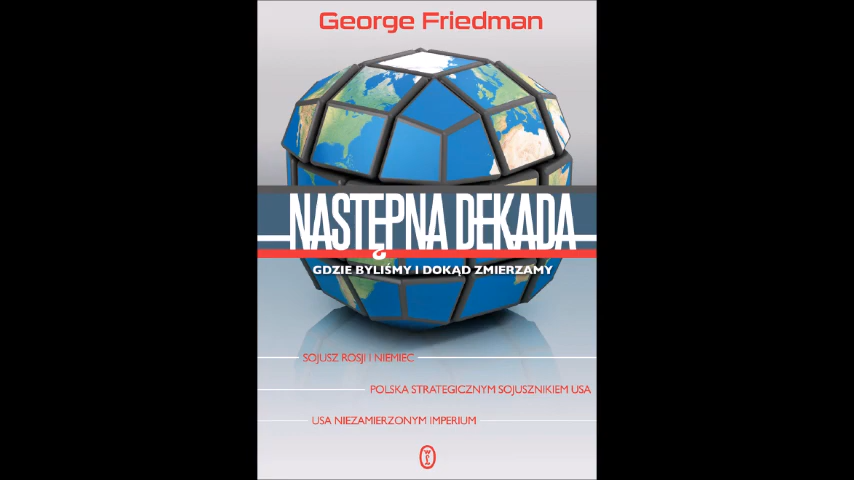 George Friedman
NASTĘPNA DEKADA
GDZIE BYLIŚMY I DOKĄD ZMIERZAMY
SOJUSZ ROSJI I NIEMIEC
POLSKA STRATEGICZNYM SOJUSZNIKIEM USA
USA NIEZAMIERZONYM IMPERIUM